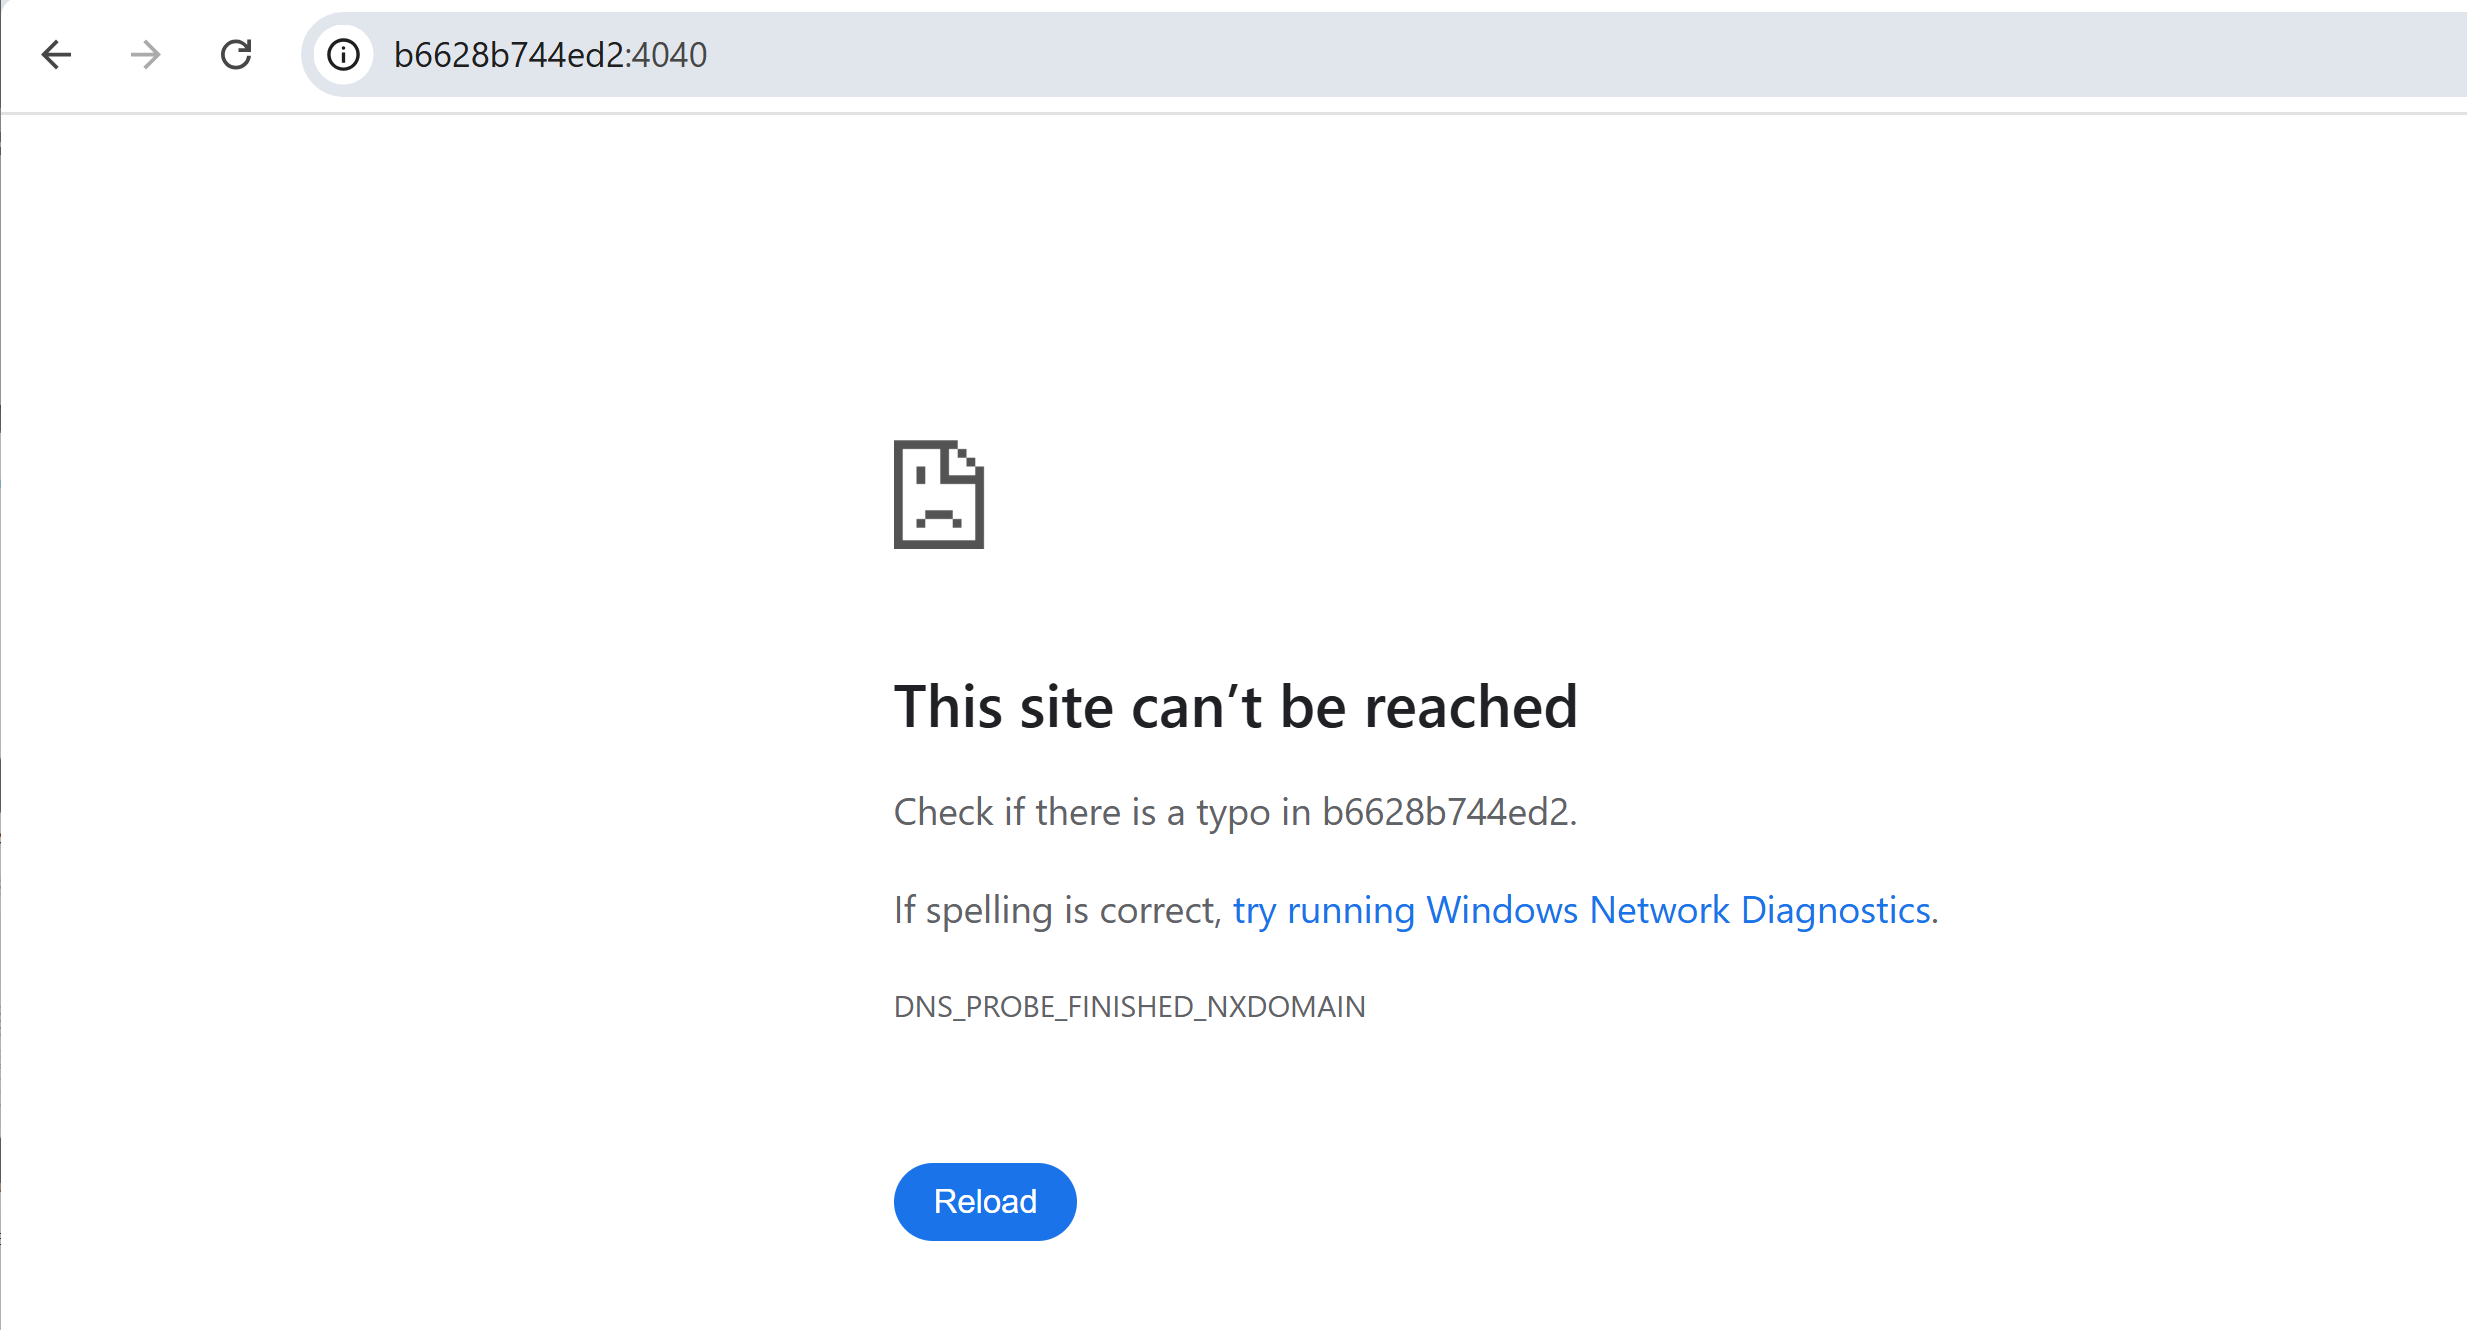 b6628b744ed2:4040
This site can’t be reached
Check if there is a typo in b6628b744ed2.
If spelling is correct, try running Windows Network Diagnostics.
DNS_PROBE_FINISHED_NXDOMAIN
Reload